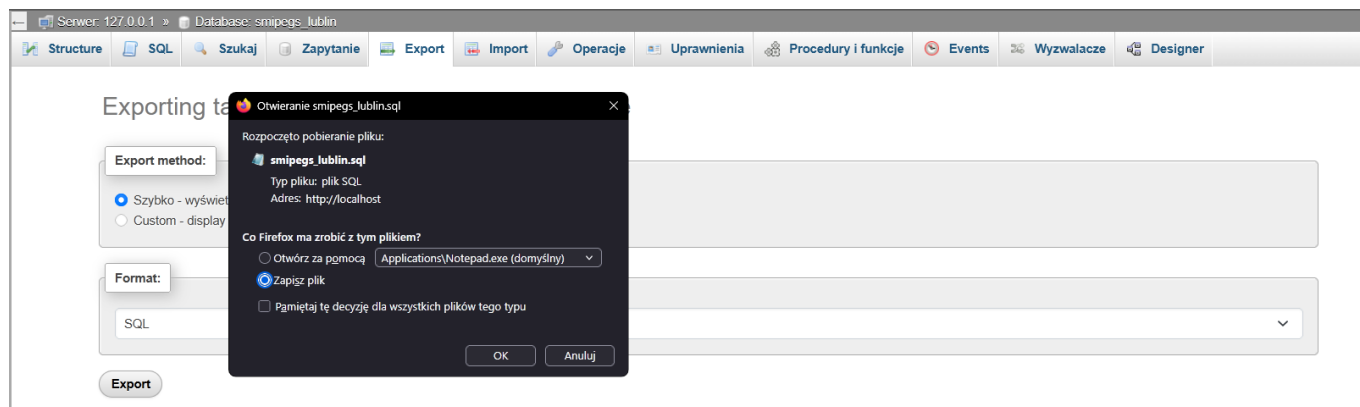 Serwer: 127.0.0.1 » Database: smipegs_lublin
Structure SQL Szukaj Zapytanie Export Import Operacje Uprawnienia Procedury i funkcje Events Wyzwalacze Designer
Exporting ta
Otwieranie smipegs_lublin.sql
Rozpoczęto pobieranie pliku:
smipegs_lublin.sql
Typ pliku: plik SQL
Adres: http://localhost
Co Firefox ma zrobić z tym plikiem?
Otwórz za pomocą Applications\Notepad.exe (domyślny)
Zapisz plik
Pamiętaj tę decyzję dla wszystkich plików tego typu
OK Anuluj
Export method:
Szybko - wyświet
Custom - display
Format:
SQL
Export